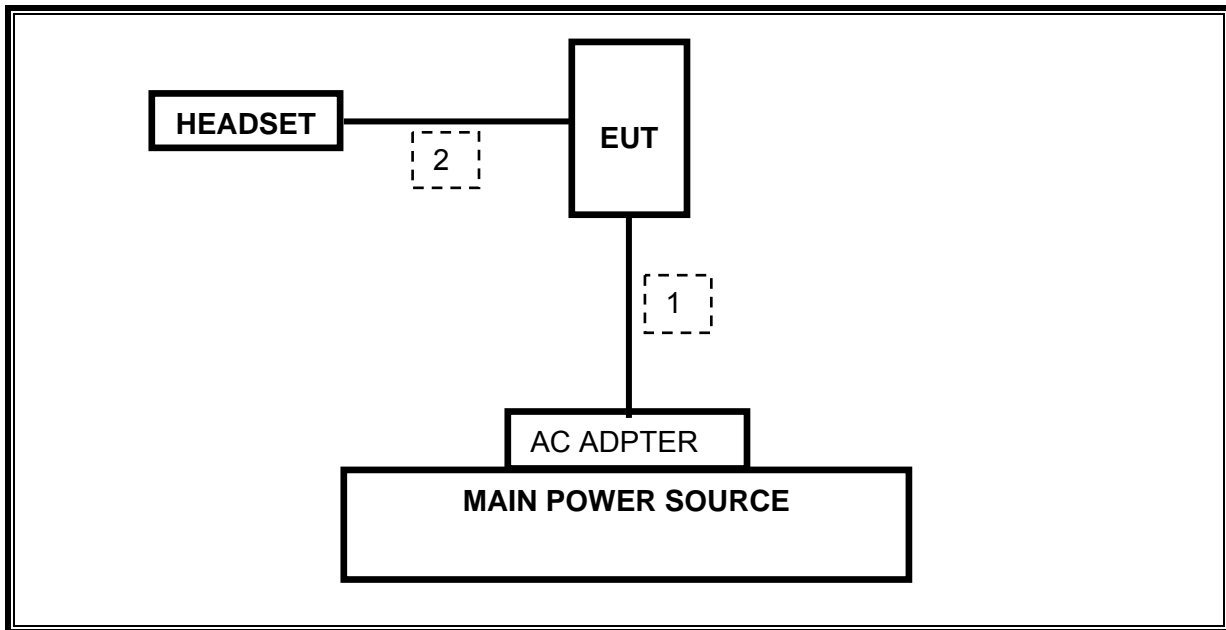 HEADSET
EUT
2
1
AC ADPTER
MAIN POWER SOURCE